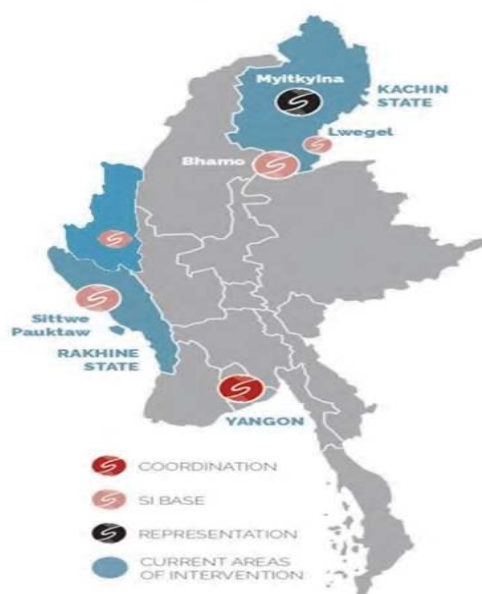 Myitkyina
KACHIN
STATE
Lwegel
Bhamo
Sittwe
Pauktaw
RAKHINE
STATE
YANGON
COORDINATION
SI BASE
REPRESENTATION
CURRENT AREAS
OF INTERVENTION